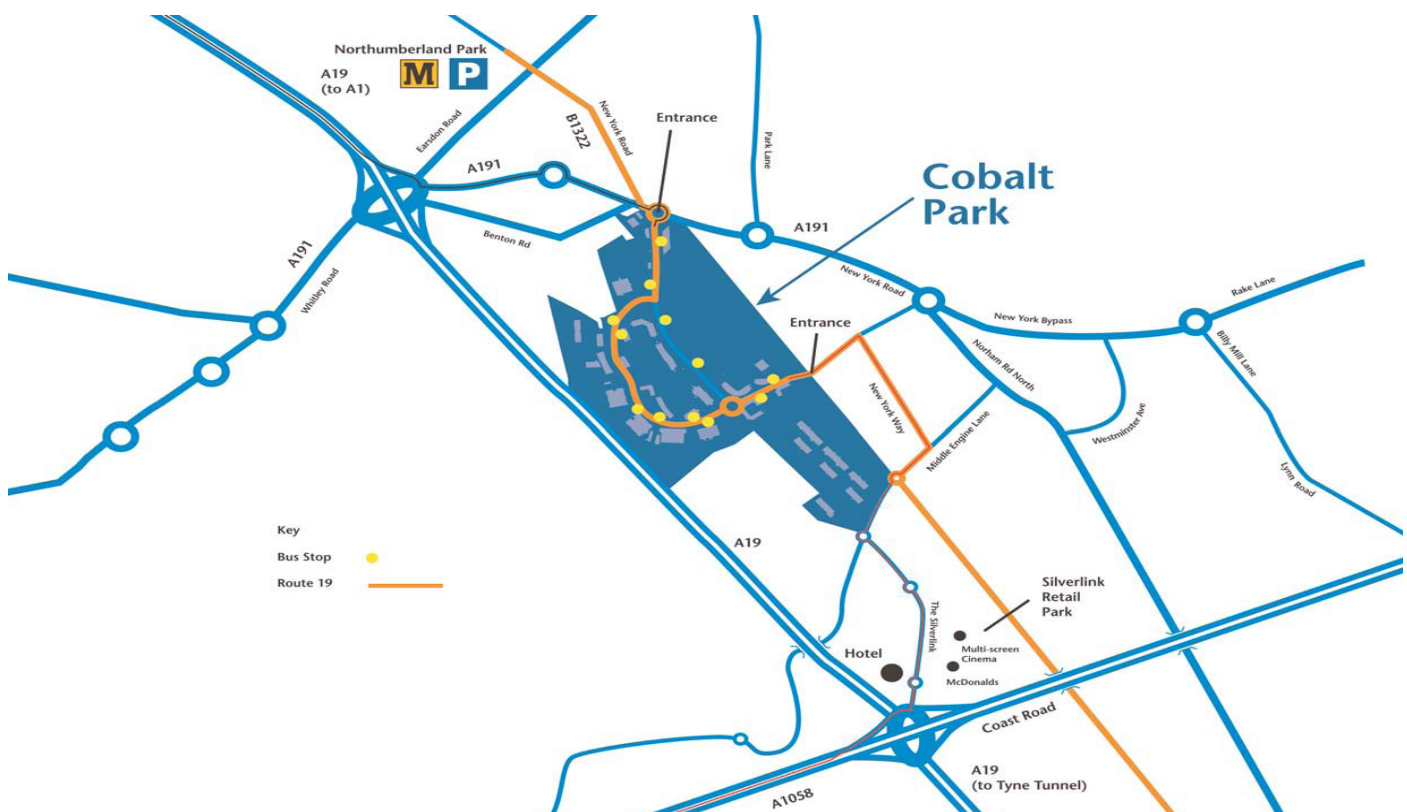 Northumberland Park
M P
A19
(to A1)
Earsdon Road
B1322
New York Road
Entrance
Park Lane
A191
Cobalt
Park
Benton Rd
A191
A191
Whitley Road
New York Road
Rake Lane
New York Bypass
Entrance
Norham Rd North
Billy Mill Lane
New York Way
Middle Engine Lane
Westminster Ave
Lynn Road
Key
Bus Stop
Route 19
A19
Silverlink
Retail
Park
The Silverlink
Hotel
Multi-screen
Cinema
McDonalds
Coast Road
A19
(to Tyne Tunnel)
A1058